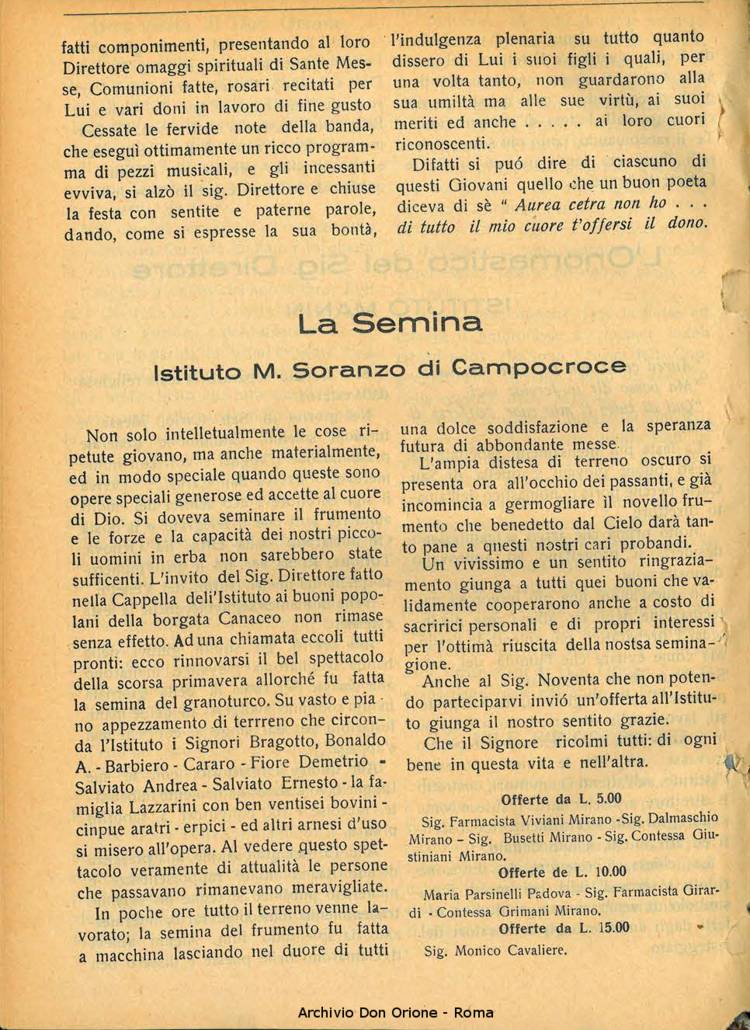 fatti componimenti, presentando al loro
Direttore omaggi spirituali di Sante Mes-
se, Comunioni fatte, rosari recitati per
Lui e vari doni in lavoro di fine gusto
Cessate le fervide note della banda,
che eseguì ottimamente un ricco program-
ma di pezzi musicali, e gli incessanti
evviva, si alzò il sig. Direttore e chiuse
la festa con sentite e paterne parole,
dando, come si espresse la sua bontà,
l'indulgenza plenaria su tutto quanto
dissero di Lui i suoi figli i quali, per
una volta tanto, non guardarono alla
sua umiltà ma alle sue virtù, ai suoi
meriti ed anche . . . . . ai loro cuori
riconoscenti.
Difatti si puó dire di ciascuno di
questi Giovani quello che un buon poeta
diceva di sè " Aurea cetra non ho . . .
di tutto il mio cuore t'offersi il dono.
La Semina
Istituto M. Soranzo di Campocroce
Non solo intelletualmente le cose ri-
petute giovano, ma anche materialmente,
ed in modo speciale quando queste sono
opere speciali generose ed accette al cuore
di Dio. Si doveva seminare il frumento
e le forze e la capacità dei nostri picco-
li uomini in erba non sarebbero state
sufficenti. L'invito del Sig. Direttore fatto
nella Cappella deli'Istituto ai buoni popo-
lani della borgata Canaceo non rimase
senza effetto. Ad una chiamata eccoli tutti
pronti: ecco rinnovarsi il bel spettacolo
della scorsa primavera allorché fu fatta
la semina del granoturco. Su vasto e pia-
no appezzamento di terrreno che circon-
da l'Istituto i Signori Bragotto, Bonaldo
A. - Barbiero - Cararo - Fiore Demetrio -
Salviato Andrea - Salviato Ernesto - la fa-
miglia Lazzarini con ben ventisei bovini -
cinpue aratri - erpici - ed altri arnesi d'uso
si misero all'opera. Al vedere questo spet-
tacolo veramente di attualità le persone
che passavano rimanevano meravigliate.
In poche ore tutto il terreno venne la-
vorato; la semina del frumento fu fatta
a macchina lasciando nel duore di tutti
una dolce soddisfazione e la speranza
futura di abbondante messe.
L'ampia distesa di terreno oscuro si
presenta ora all'occhio dei passanti, e già
incomincia a germogliare il novello fru-
mento che benedetto dal Cielo darà tan-
to pane a qnesti nostri cari probandi.
Un vivissimo e un sentito ringrazia-
mento giunga a tutti quei buoni che va-
lidamente cooperarono anche a costo di
sacririci personali e di propri interessi
per l'ottimà riuscita della nostsa semina-
gione.
Anche al Sig. Noventa che non poten-
do parteciparvi invió un'offerta all'Istitu-
to giunga il nostro sentito grazie.
Che il Signore ricolmi tutti: di ogni
bene in questa vita e nell'altra.
Offerte da L. 5.00
Sig. Farmacista Viviani Mirano -Sig. Dalmaschio
Mirano - Sig. Busetti Mirano - Sig. Contessa Giu-
stiniani Mirano.
Offerte de L. 10.00
Maria Parsinelli Padova - Sig. Farmacista Girar-
di - Contessa Grimani Mirano.
Offerte da L. 15.00
Sig. Monico Cavaliere.
Archivio Don Orione - Roma